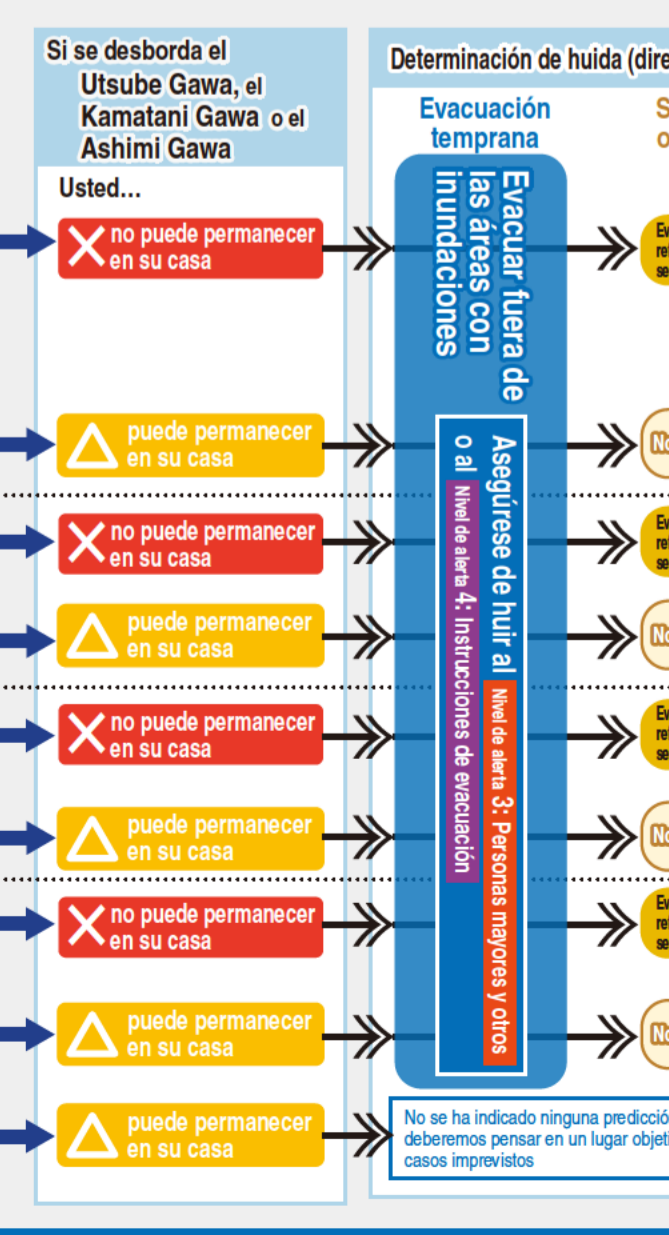 Si se desborda el
Utsube Gawa, el
Kamatani Gawa o el
Ashimi Gawa
Usted...
no puede permanecer
en su casa
puede permanecer
en su casa
no puede permanecer
en su casa
puede permanecer
en su casa
no puede permanecer
en su casa
puede permanecer
en su casa
no puede permanecer
en su casa
puede permanecer
en su casa
puede permanecer
en su casa
Determinación de huida
Evacuación
temprana
Evacuar fuera de
las áreas con
inundaciones
Asegúrese de huir al Nivel de alerta 3: Personas mayores y otros
o al Nivel de alerta 4: Instrucciones de evacuación
No se ha indicado ninguna
deberemos pensar en un lugar
casos imprevistos